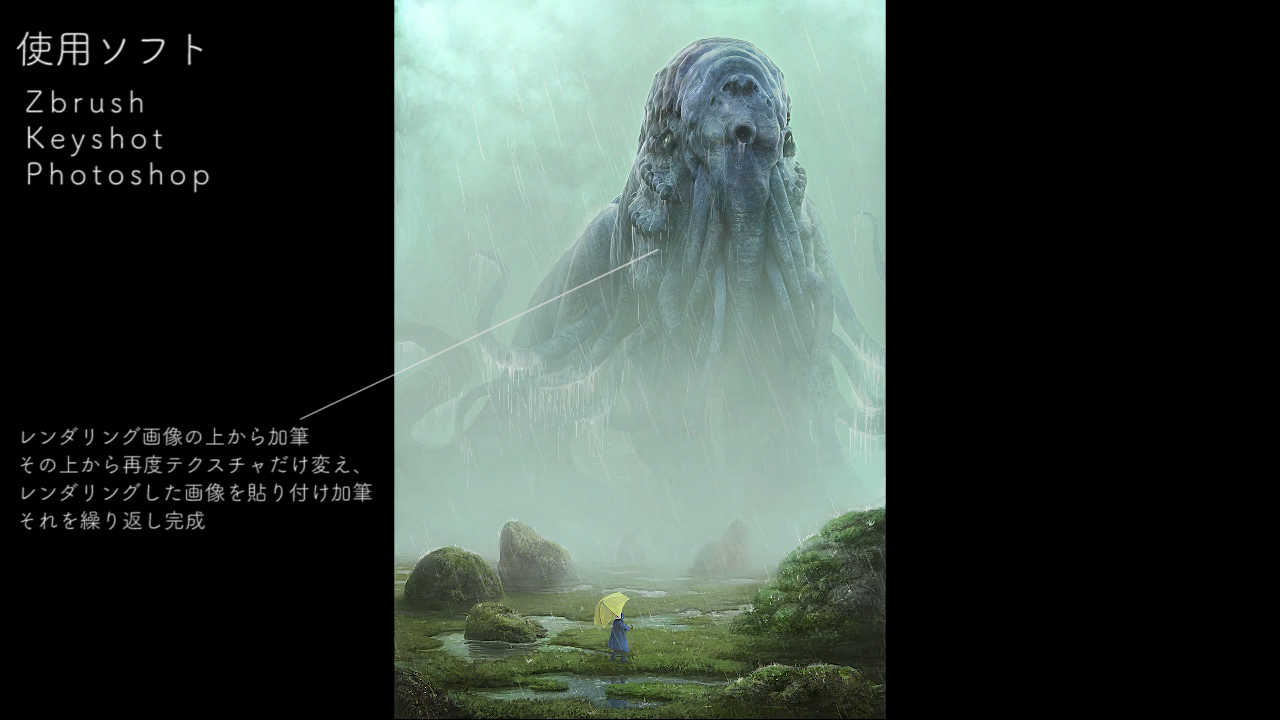 使用ソフト
Zbrush
Keyshot
Photoshop
レンダリング画像の上から加筆
その上から再度テクスチャだけ変え、
レンダリングした画像を貼り付け加筆
それを繰り返し完成